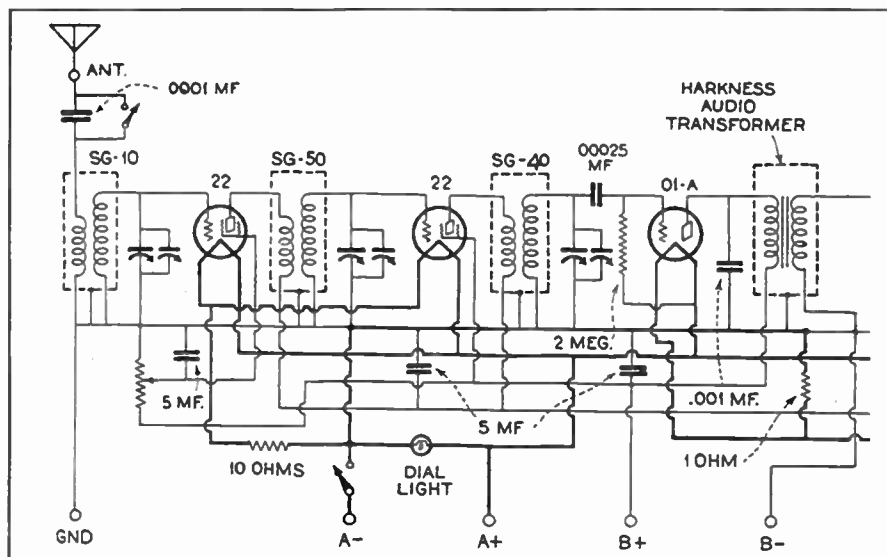 ANT.
.0001 MF
HARKNESS
AUDIO
TRANSFORMER
SG-10
22
SG-50
22
SG-40
.00025
MF
01-A
2 MEG.
.5 MF.
.5 MF
.001 MF.
10 OHMS
DIAL
LIGHT
1 OHM
GND
A-
A+
B+
B-